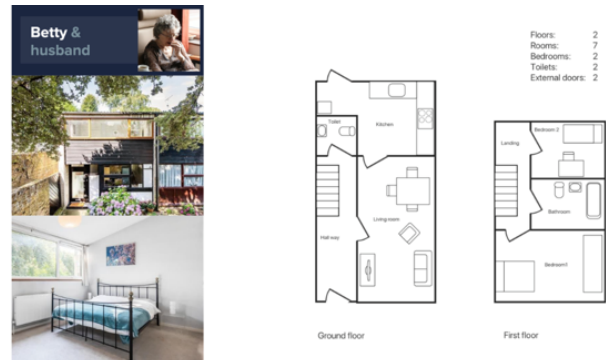 Betty &
husband
Floors: 2
Rooms: 7
Bedrooms: 2
Toilets: 2
External doors: 2
Toilet
Kitchen
Living room
Hall way
Ground floor
Landing
Bedroom 2
Bathroom
Bedroom1
First floor